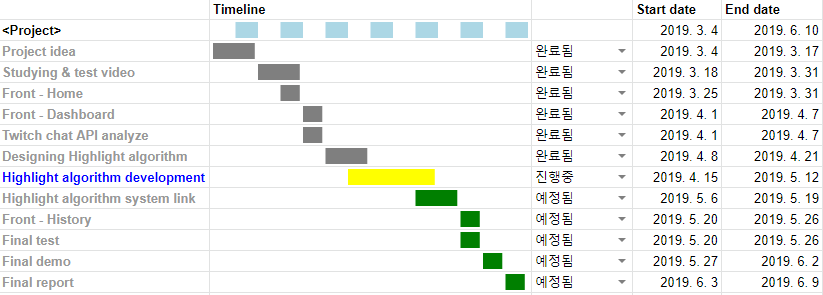 Timeline Start date End date
<Project> 2019. 3. 4 2019. 6. 10
Project idea 완료됨 2019. 3. 4 2019. 3. 17
Studying & test video 완료됨 2019. 3. 18 2019. 3. 31
Front - Home 완료됨 2019. 3. 25 2019. 3. 31
Front - Dashboard 완료됨 2019. 4. 1 2019. 4. 7
Twitch chat API analyze 완료됨 2019. 4. 1 2019. 4. 7
Designing Highlight algorithm 완료됨 2019. 4. 8 2019. 4. 21
Highlight algorithm development 진행중 2019. 4. 15 2019. 5. 12
Highlight algorithm system link 예정됨 2019. 5. 6 2019. 5. 19
Front - History 예정됨 2019. 5. 20 2019. 5. 26
Final test 예정됨 2019. 5. 20 2019. 5. 26
Final demo 예정됨 2019. 5. 27 2019. 6. 2
Final report 예정됨 2019. 6. 3 2019. 6. 9